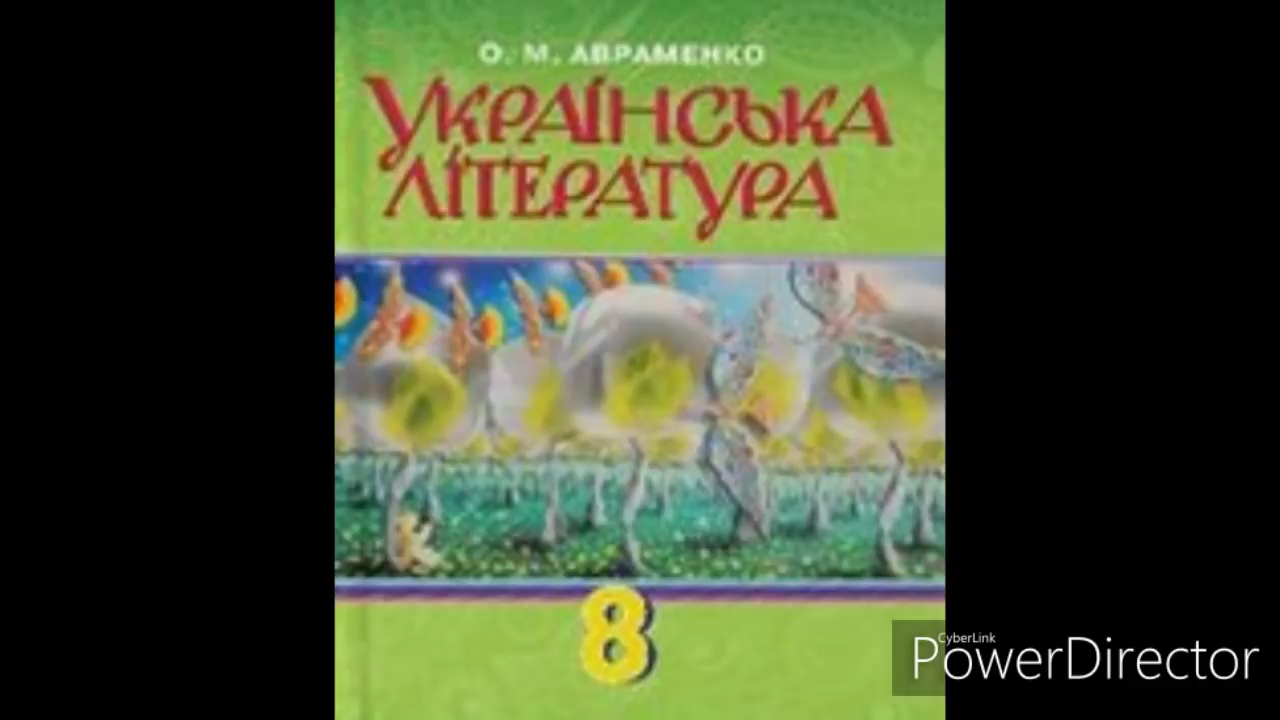 О. М. АВРАМЕНКО
УКРАЇНСЬКА
ЛІТЕРАТУРА
8
CyberLink
PowerDirector